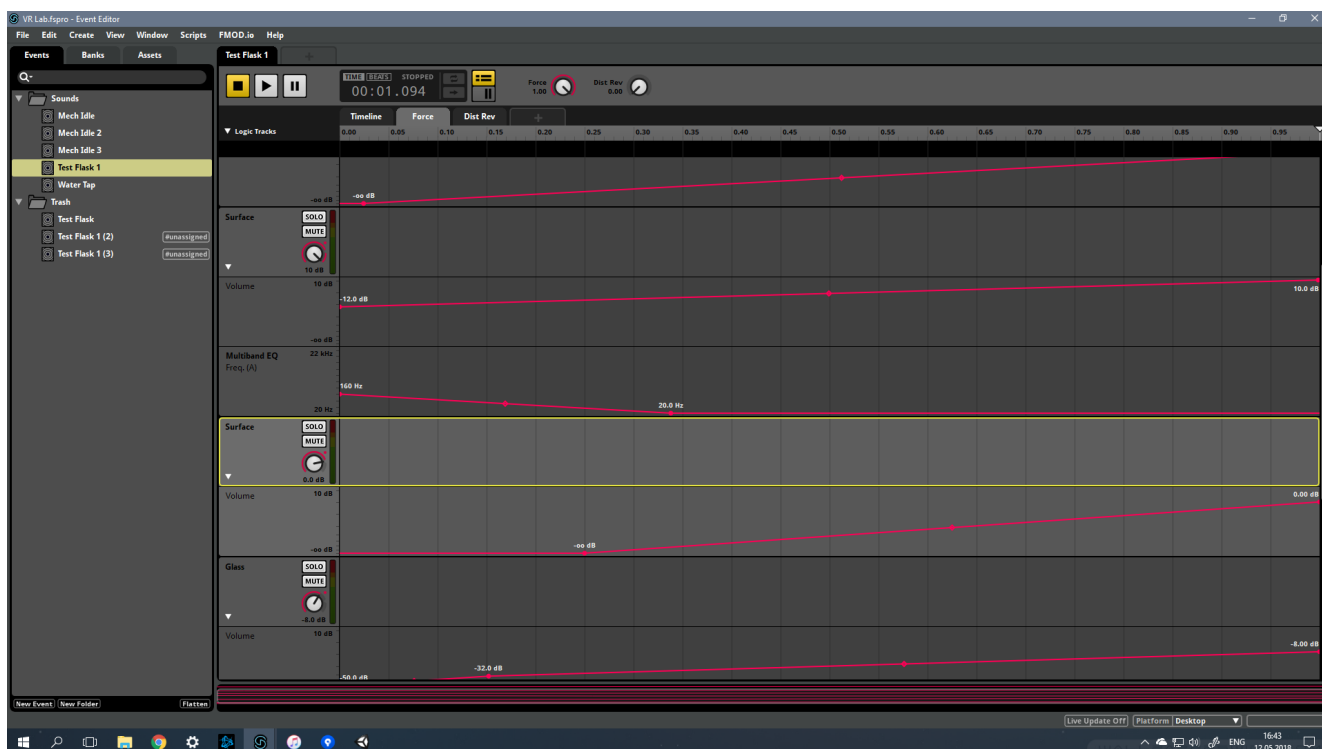 VR Lab.fspro - Event Editor
File Edit Create View Window Scripts FMOD.io Help
Events Banks Assets
Test Flask 1
Sounds
Mech Idle
Mech Idle 2
Mech Idle 3
Test Flask 1
Water Tap
Trash
Test Flask
Test Flask 1 (2) #unassigned
Test Flask 1 (3) #unassigned
New Event New Folder Flatten
TIME BEATS STOPPED
00:01.094
Force
1.00
Dist Rev
0.00
Timeline Force Dist Rev
Logic Tracks
0.00 0.05 0.10 0.15 0.20 0.25 0.30 0.35 0.40 0.45 0.50 0.55 0.60 0.65 0.70 0.75 0.80 0.85 0.90 0.95
-oo dB
-oo dB
Surface SOLO
MUTE
10 dB
Volume 10 dB
-12.0 dB
10.0 dB
-oo dB
Multiband EQ 22 kHz
Freq. (A)
160 Hz
20.0 Hz
20 Hz
Surface SOLO
MUTE
0.0 dB
Volume 10 dB
0.00 dB
-oo dB
-oo dB
Glass SOLO
MUTE
-8.0 dB
Volume 10 dB
-8.00 dB
-32.0 dB
-50.0 dB
Live Update Off Platform Desktop
ENG
16:43
12.05.2018